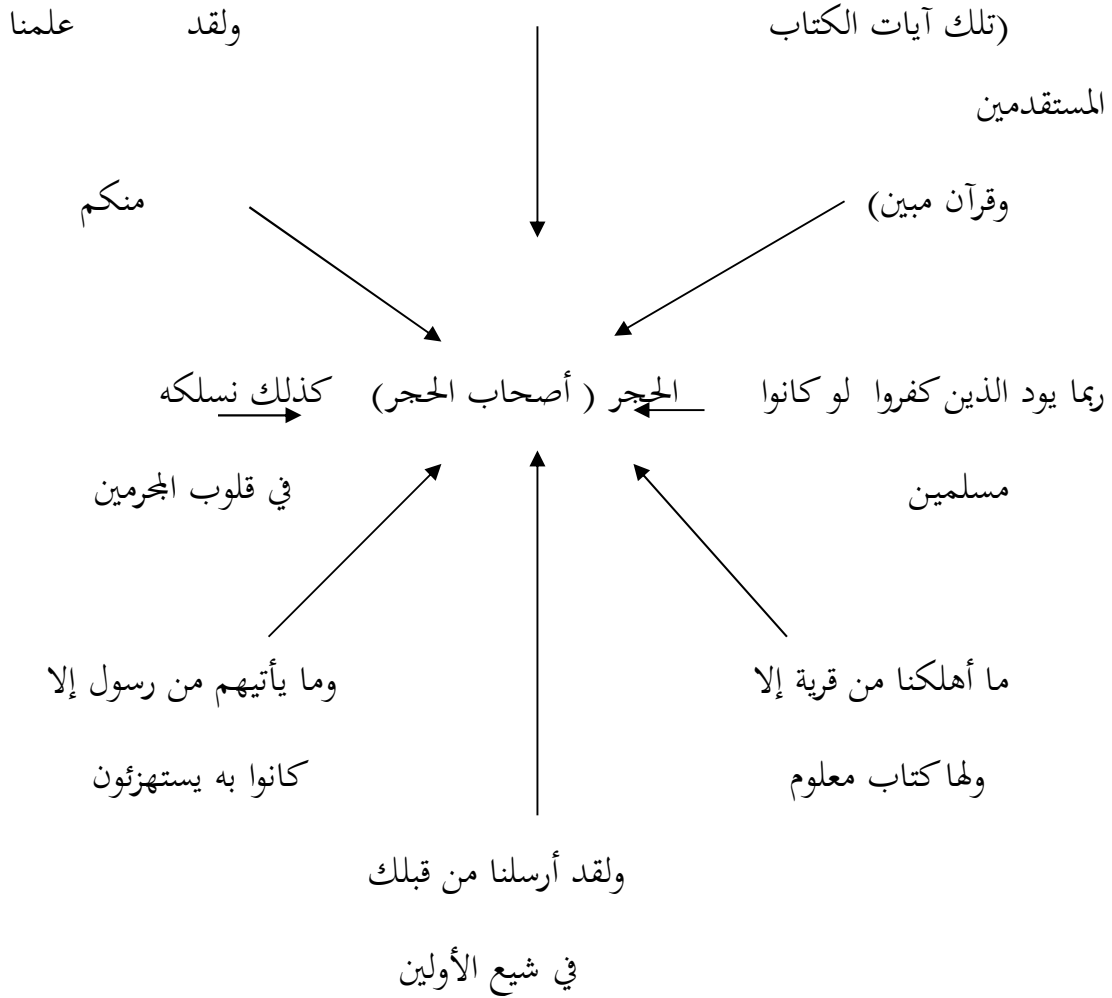 (تلك آيات الكتاب ولقد علمنا
المستقدمين
وقرآن مبين) منكم
ربما يود الذين كفروا لو كانوا الحجر ( أصحاب الحجر) كذلك نسلكه
مسلمين في قلوب المجرمين
ما أهلكنا من قرية إلا وما يأتيهم من رسول إلا
ولها كتاب معلوم كانوا به يستهزئون
ولقد أرسلنا من قبلك
في شيع الأولين